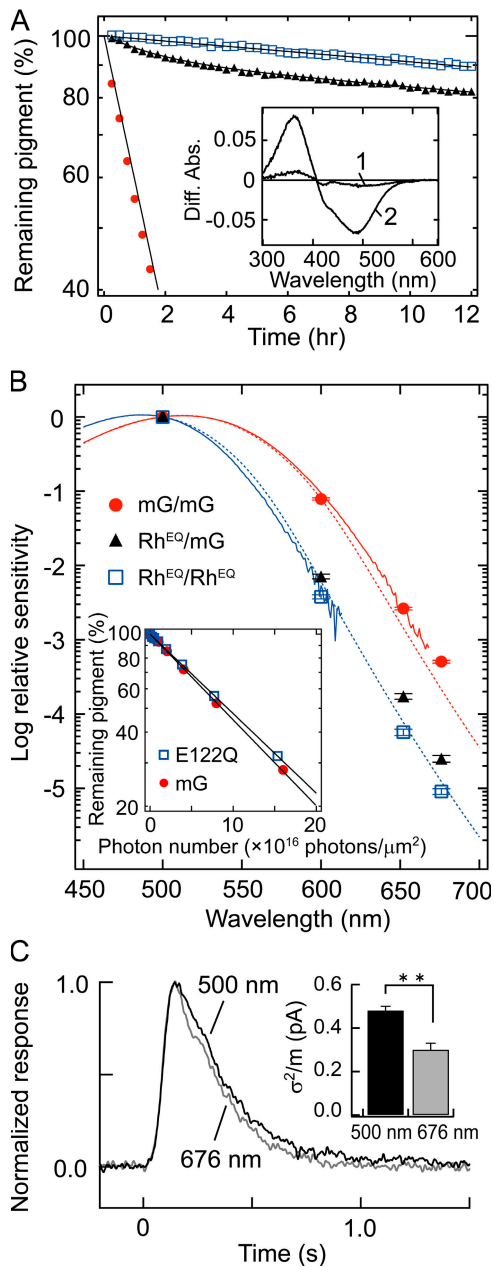 A
Remaining pigment (%)
100
80
60
40
0 2 4 6 8 10 12
Time (hr)
Diff. Abs.
0.05
0
-0.05
1
2
300 400 500 600
Wavelength (nm)
B
Log relative sensitivity
0
-1
-2
-3
-4
-5
450 500 550 600 650 700
Wavelength (nm)
mG/mG
Rh^EQ/mG
Rh^EQ/Rh^EQ
Remaining pigment (%)
100
80
60
40
20
E122Q
mG
0 5 10 15 20
Photon number (×10^16 photons/μm^2)
C
Normalized response
1.0
0.0
500 nm
676 nm
0 1.0
Time (s)
σ^2/m (pA)
0.6
0.4
0.2
0.0
* *
500 nm 676 nm